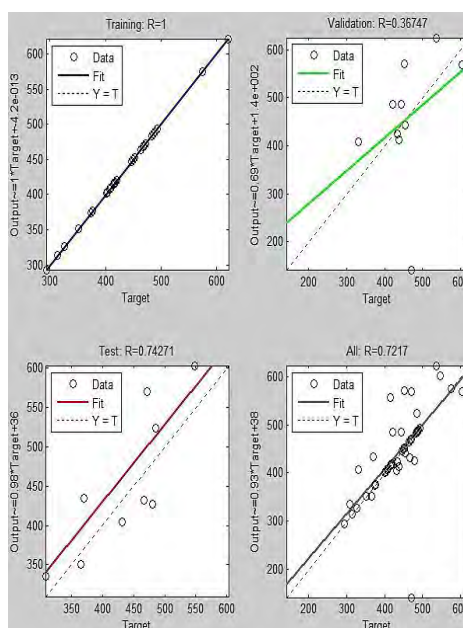 Training: R=1
Output~=1*Target+-4.2e-013
600
550
500
450
400
350
300
Data
Fit
Y = T
300 400 500 600
Target
Validation: R=0.36747
Output~=0.69*Target+1.4e+002
600
500
400
300
200
Data
Fit
Y = T
200 300 400 500 600
Target
Test: R=0.74271
Output~=0.98*Target+36
600
550
500
450
400
350
Data
Fit
Y = T
350 400 450 500 550 600
Target
All: R=0.7217
Output~=0.93*Target+38
600
500
400
300
200
Data
Fit
Y = T
200 300 400 500 600
Target